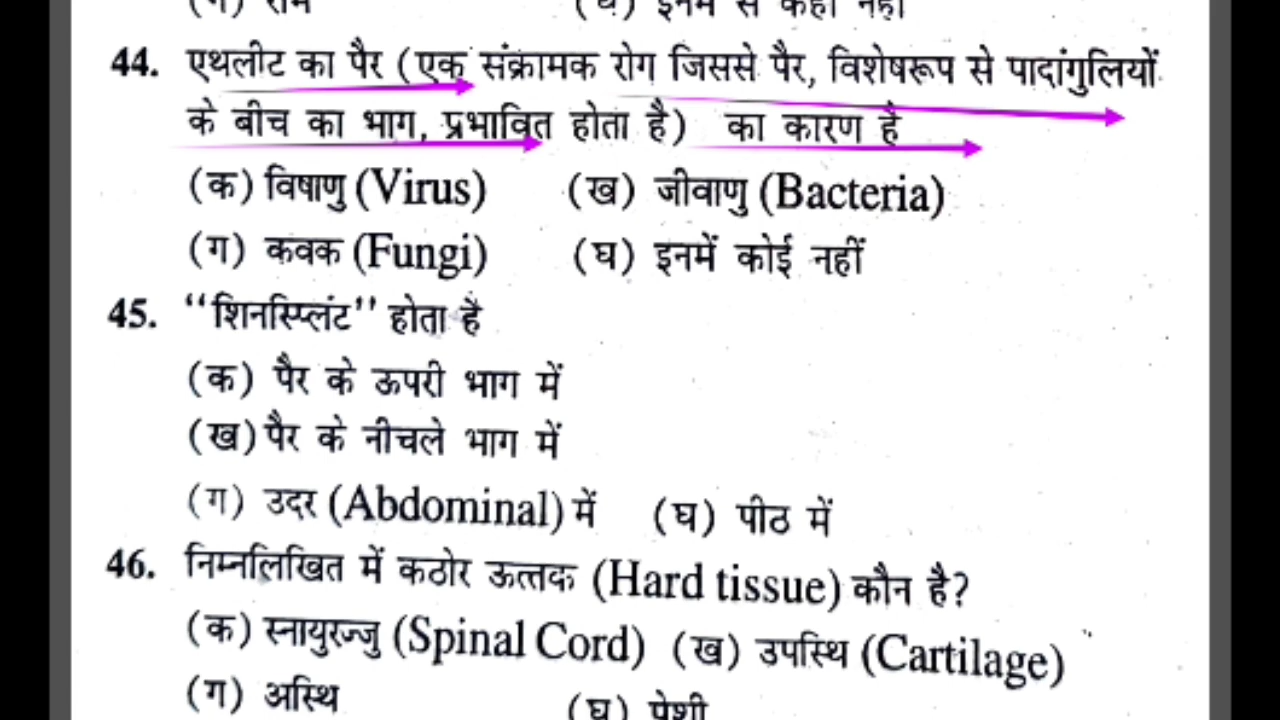 44. एथलीट का पैर (एक संक्रामक रोग जिससे पैर, विशेषरूप से पादांगुलियों
के बीच का भाग, प्रभावित होता है) का कारण है
(क) विषाणु (Virus) (ख) जीवाणु (Bacteria)
(ग) कवक (Fungi) (घ) इनमें कोई नहीं
45. “शिनस्प्लिंट” होता है
(क) पैर के ऊपरी भाग में
(ख) पैर के नीचले भाग में
(ग) उदर (Abdominal) में (घ) पीठ में
46. निम्नलिखित में कठोर ऊत्तक (Hard tissue) कौन है?
(क) स्नायुरज्जु (Spinal Cord) (ख) उपस्थि (Cartilage)
(ग) अस्थि (घ) पेशी